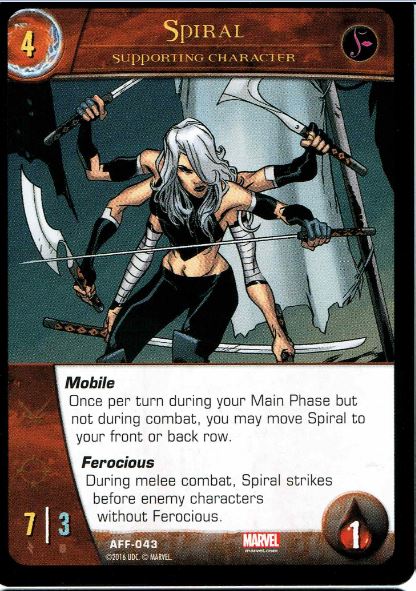 4
Spiral
Supporting Character
Mobile
Once per turn during your Main Phase but
not during combat, you may move Spiral to
your front or back row.
Ferocious
During melee combat, Spiral strikes
before enemy characters
without Ferocious.
7 | 3
1
AFF-043
MARVEL
©2016 UDC. © MARVEL.
marvel.com